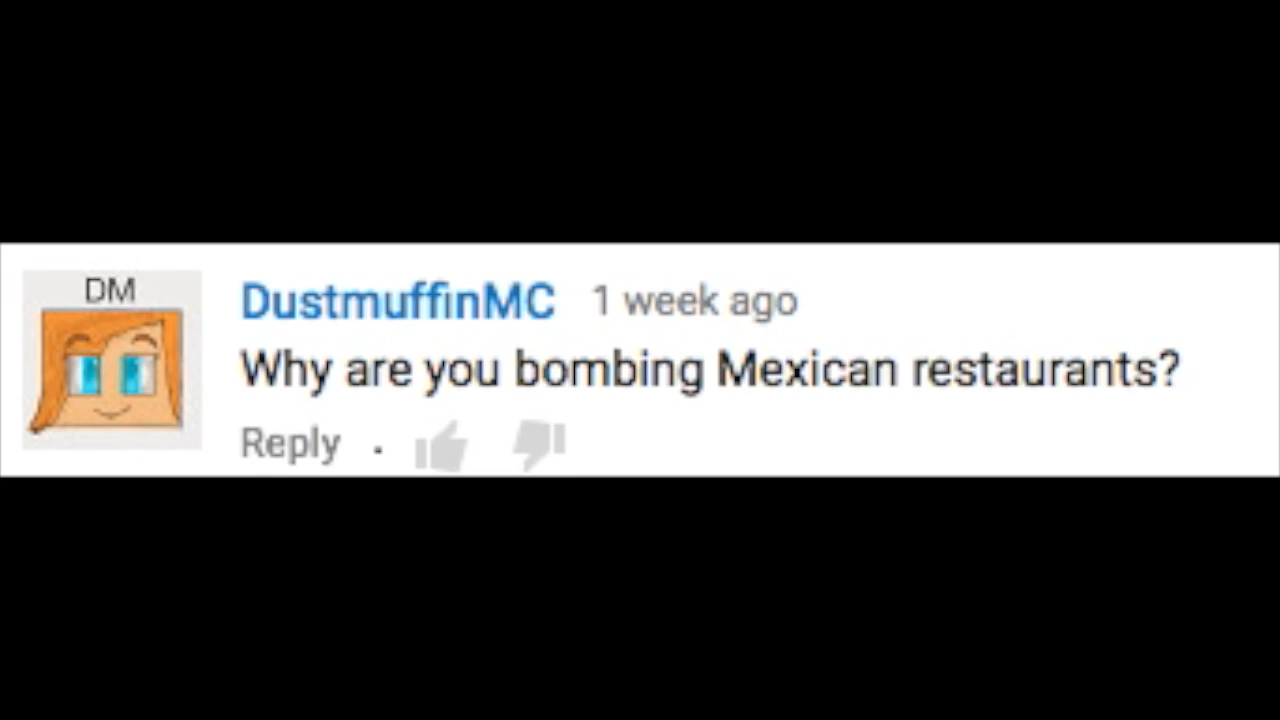 DM
DustmuffinMC 1 week ago
Why are you bombing Mexican restaurants?
Reply .